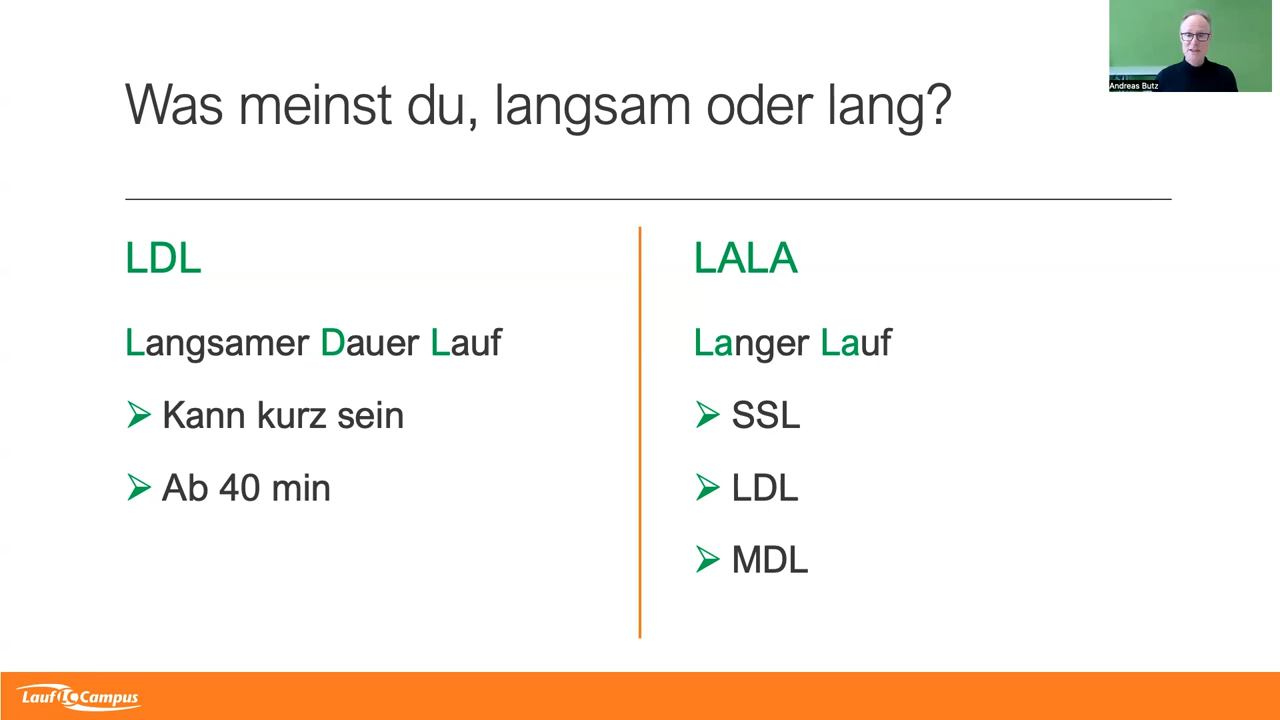 Andreas Butz
Was meinst du, langsam oder lang?
LDL
Langsamer Dauer Lauf
Kann kurz sein
Ab 40 min
LALA
Langer Lauf
SSL
LDL
MDL
Lauf Campus